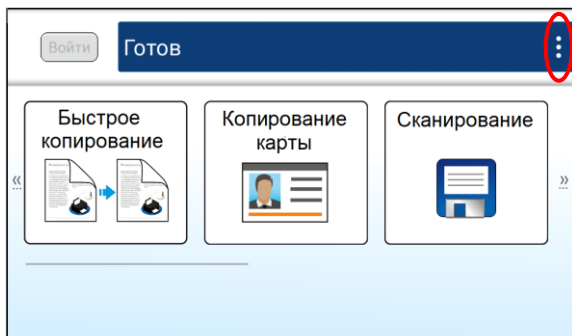 Войти
Готов
Быстрое
копирование
Копирование
карты
Сканирование
«
»